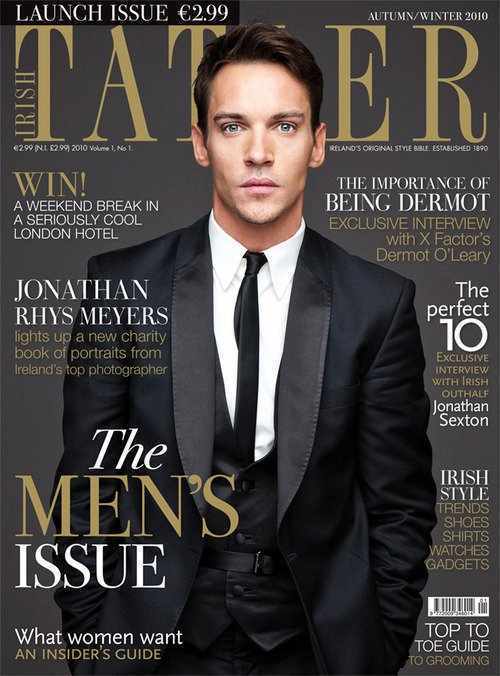 LAUNCH ISSUE €2.99
AUTUMN/WINTER 2010
IRISH
TATLER
€2.99 (N.I. £2.99) 2010 Volume 1, No 1.
IRELAND'S ORIGINAL STYLE BIBLE. ESTABLISHED 1890
WIN!
A WEEKEND BREAK IN
A SERIOUSLY COOL
LONDON HOTEL
JONATHAN
RHYS MEYERS
lights up a new charity
book of portraits from
Ireland's top photographer
The
MEN'S
ISSUE
What women want
AN INSIDER'S GUIDE
THE IMPORTANCE OF
BEING DERMOT
EXCLUSIVE INTERVIEW
with X Factor's
Dermot O'Leary
The
perfect
10
EXCLUSIVE
INTERVIEW
WITH IRISH
OUTHALF
Jonathan
Sexton
IRISH
STYLE
TRENDS
SHOES
SHIRTS
WATCHES
GADGETS
01
TOP TO
TOE GUIDE
TO GROOMING